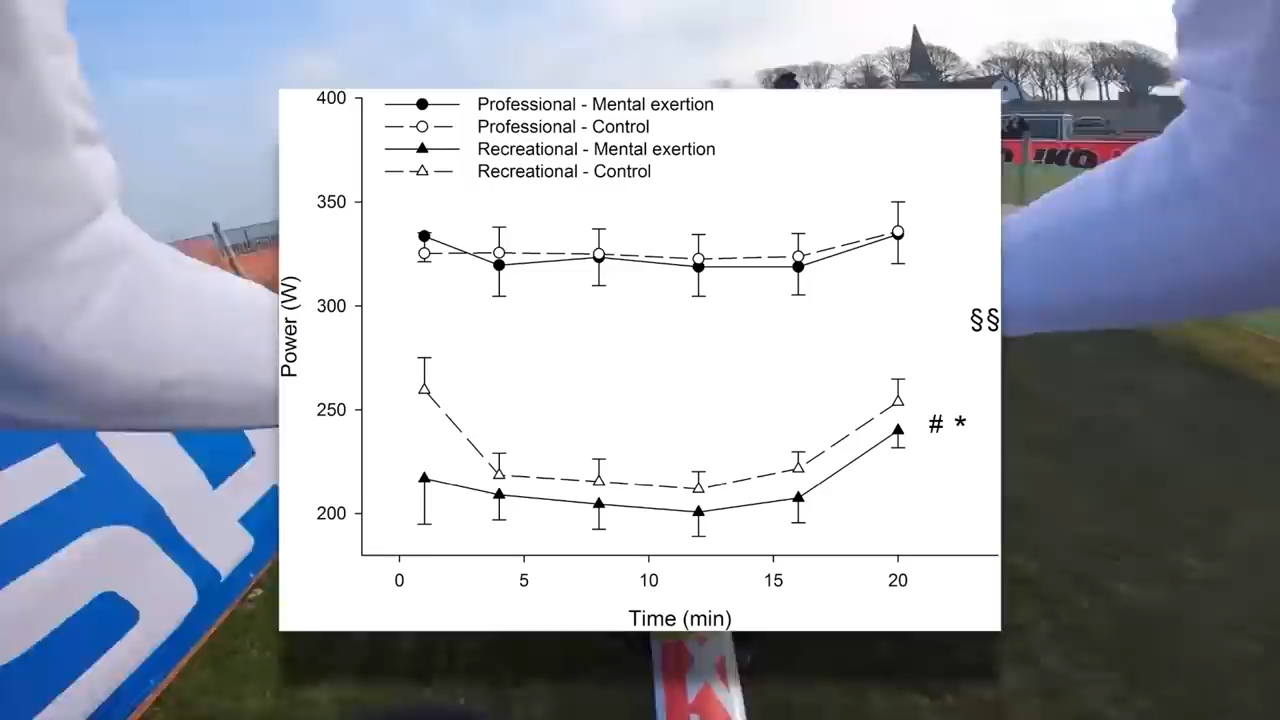 400
Professional - Mental exertion
Professional - Control
Recreational - Mental exertion
Recreational - Control
350
300
250
200
Power (W)
§§
# *
0 5 10 15 20
Time (min)